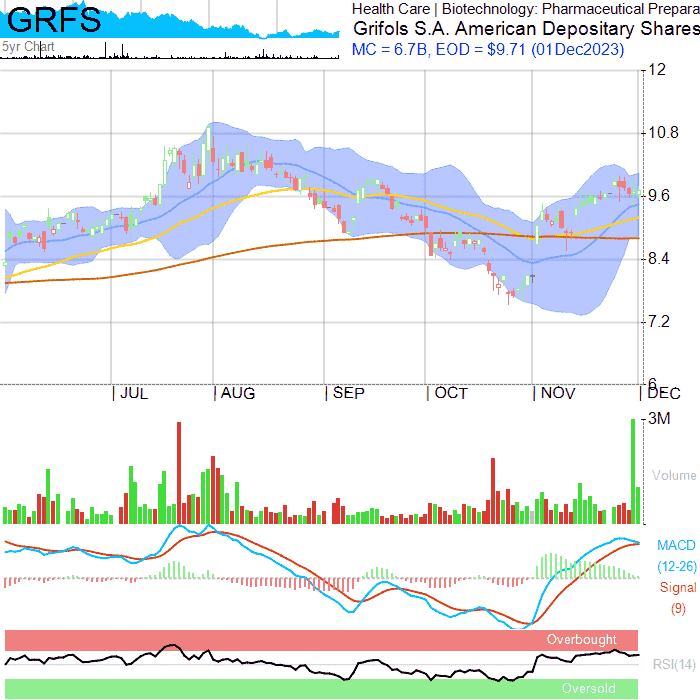 GRFS
5yr Chart
Health Care | Biotechnology: Pharmaceutical Prepara
Grifols S.A. American Depositary Shares
MC = 6.7B, EOD = $9.71 (01Dec2023)
12
10.8
9.6
8.4
7.2
6
JUL AUG SEP OCT NOV DEC
3M
Volume
MACD
(12-26)
Signal
(9)
Overbought
RSI(14)
Oversold